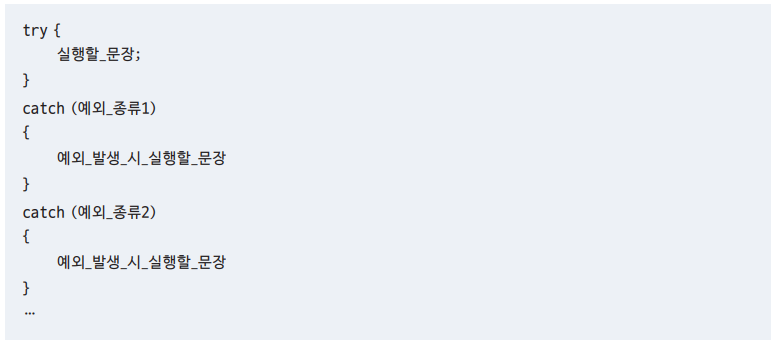 try {
실행할_문장;
}
catch (예외_종류1)
{
예외_발생_시_실행할_문장
}
catch (예외_종류2)
{
예외_발생_시_실행할_문장
}
…